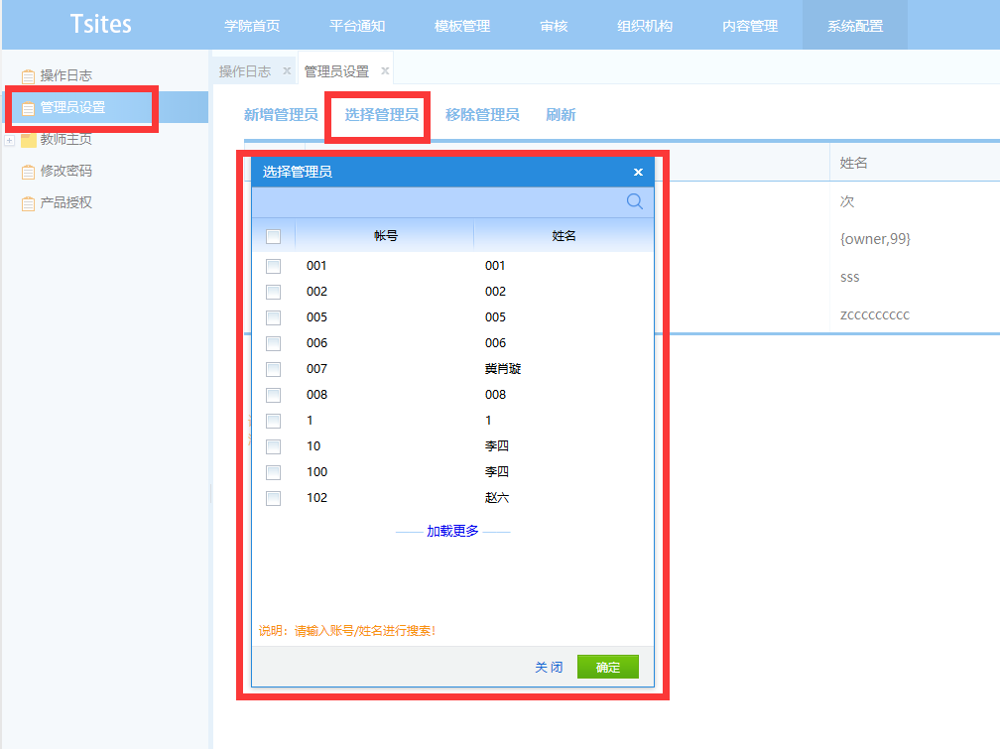 Tsites
学院首页 平台通知 模板管理 审核 组织机构 内容管理 系统配置
操作日志
管理员设置
教师主页
修改密码
产品授权
操作日志 × 管理员设置 ×
新增管理员 选择管理员 移除管理员 刷新
姓名
次
{owner,99}
sss
zccccccccc
选择管理员 ×
帐号 姓名
001 001
002 002
005 005
006 006
007 冀肖璇
008 008
1 1
10 李四
100 李四
102 赵六
加载更多
说明：请输入账号/姓名进行搜索！
关闭 确定